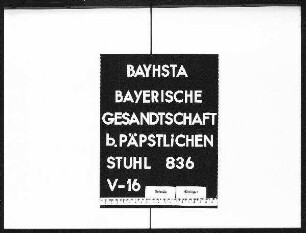 BAYHSTA
BAYERISCHE
GESANDTSCHAFT
b. PÄPSTLiCHEN
STUHL 836
V-16